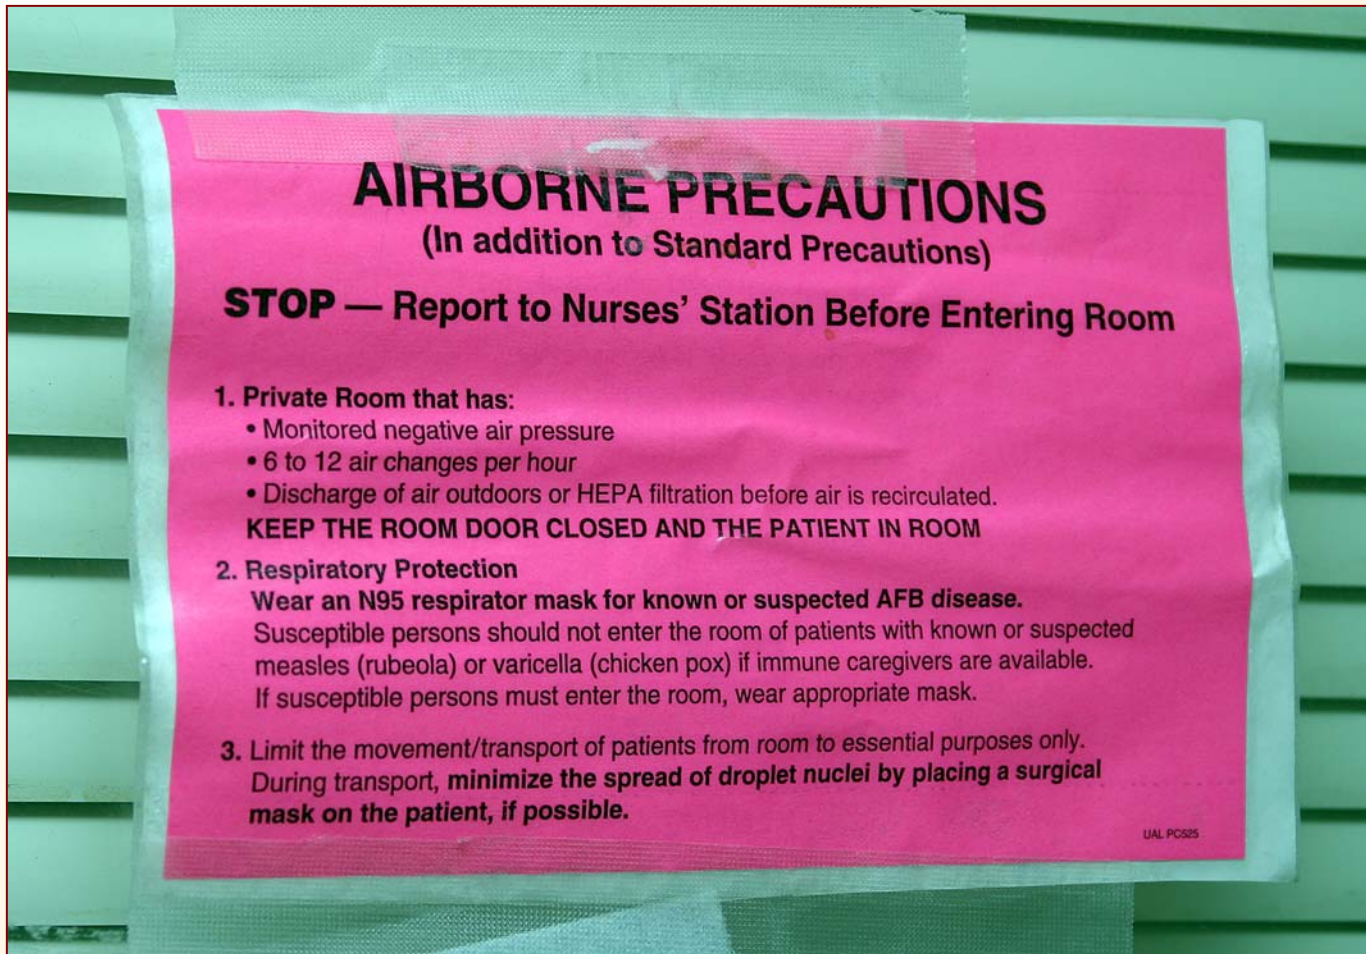 AIRBORNE PRECAUTIONS
(In addition to Standard Precautions)
STOP — Report to Nurses' Station Before Entering Room
1. Private Room that has:
• Monitored negative air pressure
• 6 to 12 air changes per hour
• Discharge of air outdoors or HEPA filtration before air is recirculated.
KEEP THE ROOM DOOR CLOSED AND THE PATIENT IN ROOM
2. Respiratory Protection
Wear an N95 respirator mask for known or suspected AFB disease.
Susceptible persons should not enter the room of patients with known or suspected
measles (rubeola) or varicella (chicken pox) if immune caregivers are available.
If susceptible persons must enter the room, wear appropriate mask.
3. Limit the movement/transport of patients from room to essential purposes only.
During transport, minimize the spread of droplet nuclei by placing a surgical
mask on the patient, if possible.
UAL PC525